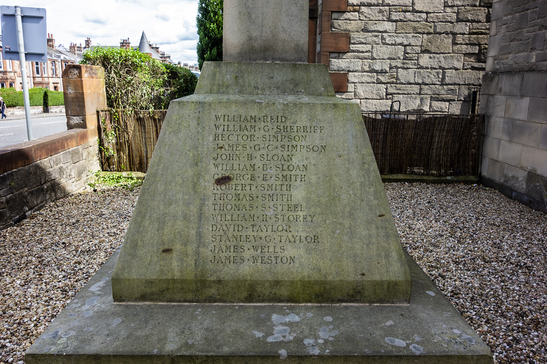 WILLIAM · REID
WILLIAM · G · SHERRIFF
HECTOR · SIMPSON
JAMES · G · C · SIMPSON
JOHN · H · SLOAN
WILLIAM · B · SLOAN
GEORGE · E · SMITH
ROBERT · SMITH
THOMAS · SMITH
THOMAS · S · STEEL
WILLIAM · H · STOREY
DAVID · TAYLOR
STANLEY · G · TAYLOR
JAMES · WELLS
JAMES · WESTON